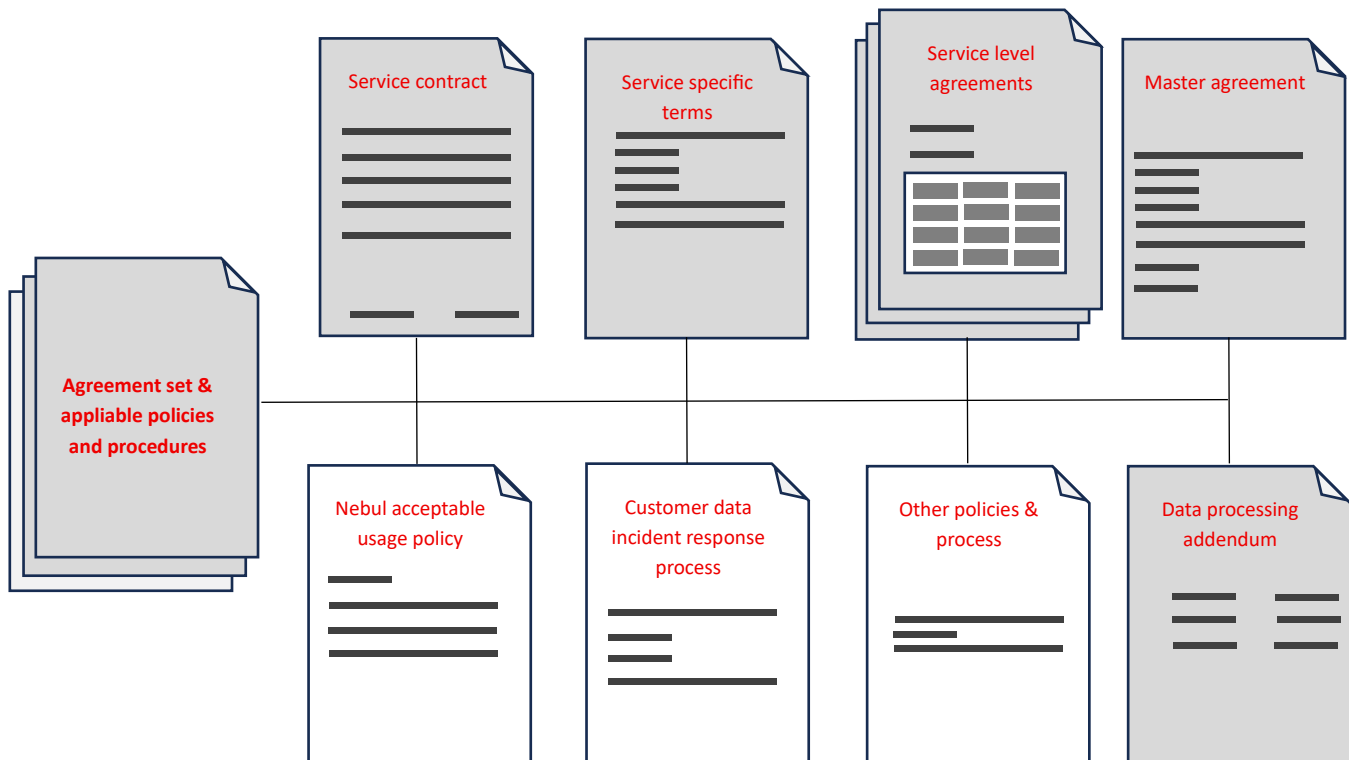 Service contract
Service specific
terms
Service level
agreements
Master agreement
Agreement set &
appliable policies
and procedures
Nebul acceptable
usage policy
Customer data
incident response
process
Other policies &
process
Data processing
addendum